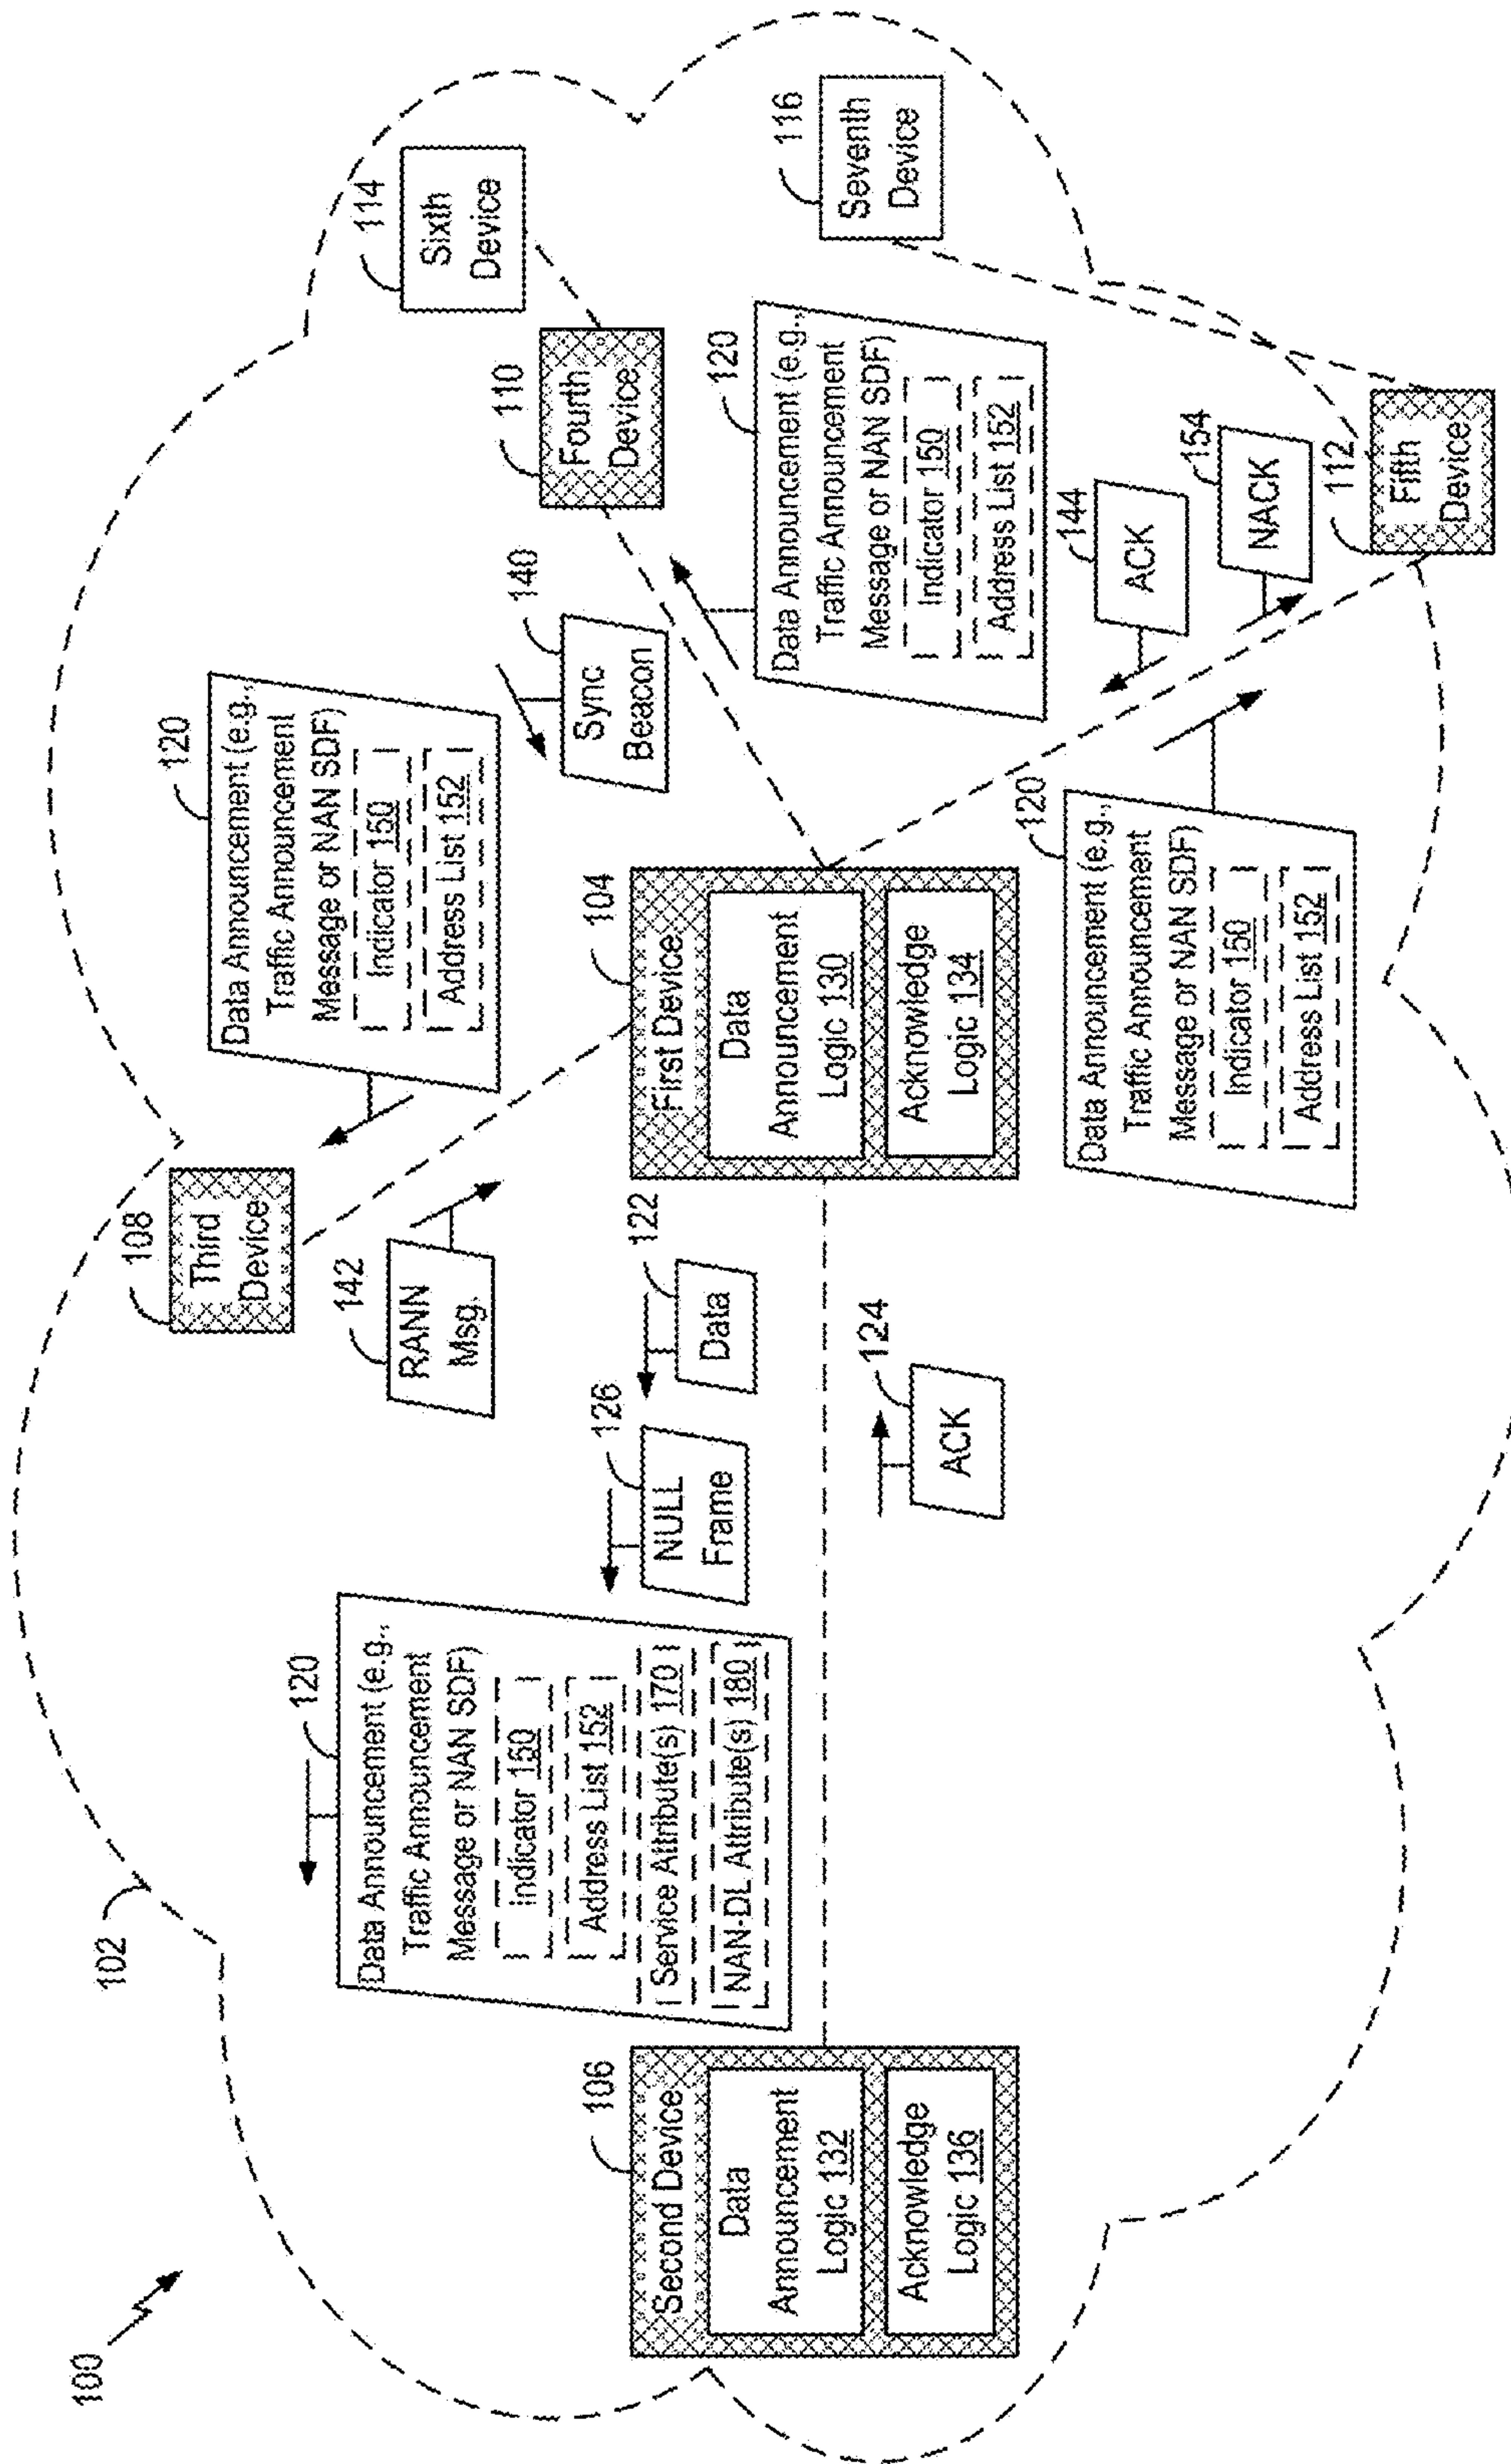 100
102
108
Third
Device
120
Data Announcement (e.g.,
Traffic Announcement
Message or NAN SDF)
Indicator 150
Address List 152
114
Sixth
Device
142
RANN
Msg.
140
Sync
Beacon
110
Fourth
Device
120
Data Announcement (e.g.,
Traffic Announcement
Message or NAN SDF)
Indicator 150
Address List 152
Service Attribute(s) 170
NAN-DL Attribute(s) 180
126
NULL
Frame
122
Data
106
Second Device
Data
Announcement
Logic 132
Acknowledge
Logic 136
104
First Device
Data
Announcement
Logic 130
Acknowledge
Logic 134
120
Data Announcement (e.g.,
Traffic Announcement
Message or NAN SDF)
Indicator 150
Address List 152
116
Seventh
Device
124
ACK
120
Data Announcement (e.g.,
Traffic Announcement
Message or NAN SDF)
Indicator 150
Address List 152
144
ACK
154
NACK
112
Fifth
Device